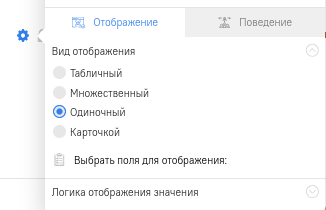 Отображение
Поведение
Вид отображения
Табличный
Множественный
Одиночный
Карточкой
Выбрать поля для отображения:
Логика отображения значения